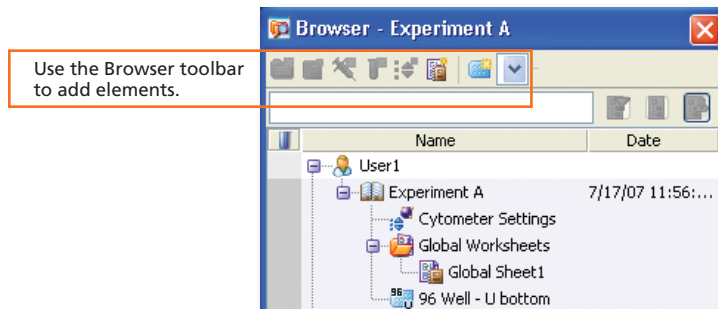 Browser - Experiment A
Use the Browser toolbar
to add elements.
Name Date
User1
Experiment A 7/17/07 11:56:...
Cytometer Settings
Global Worksheets
Global Sheet1
96 Well - U bottom